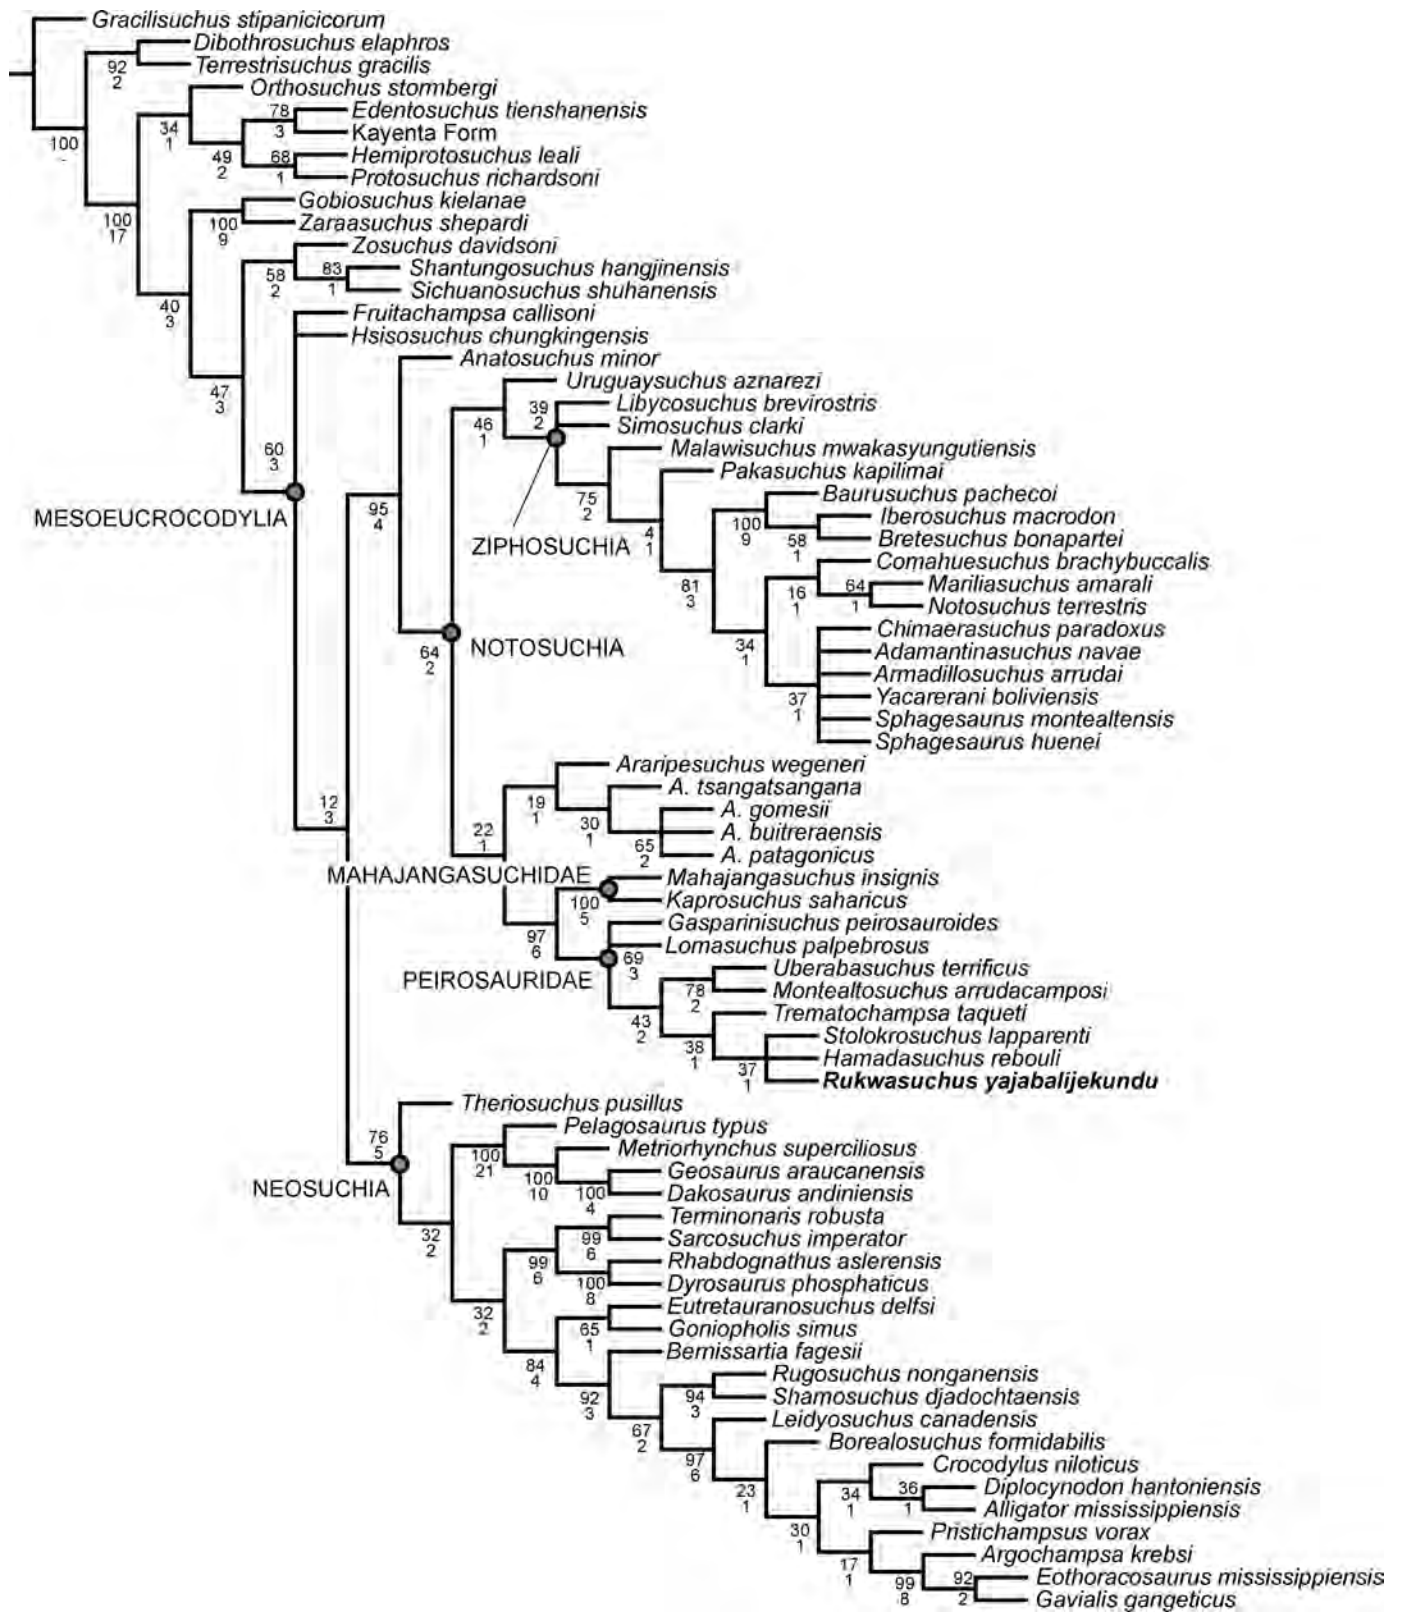 Gracilisuchus stipanicicorum
Dibothrosuchus elaphros
92
2
Terrestrisuchus gracilis
Orthosuchus stormbergi
100
-
34
1
78
3
Edentosuchus tienshanensis
Kayenta Form
49
2
68
1
Hemiprotosuchus leali
Protosuchus richardsoni
100
17
Gobiosuchus kielanae
100
9
Zaraasuchus shepardi
Zosuchus davidsoni
58
2
83
1
Shantungosuchus hangjinensis
Sichuanosuchus shuhanensis
40
3
Fruitachampsa callisoni
Hsisosuchus chungkingensis
Anatosuchus minor
47
3
Uruguaysuchus aznarezi
46
1
39
2
Libycosuchus brevirostris
Simosuchus clarki
60
3
Malawisuchus mwakasyungutiensis
Pakasuchus kapilimai
MESOEUCROCODYLIA
95
4
75
2
ZIPHOSUCHIA
4
1
Baurusuchus pachecoi
100
9
Iberosuchus macrodon
58
1
Bretesuchus bonapartei
Comahuesuchus brachybuccalis
81
3
16
1
64
1
Mariliasuchus amarali
Notosuchus terrestris
NOTOSUCHIA
64
2
34
1
Chimaerasuchus paradoxus
Adamantinasuchus navae
Armadillosuchus arrudai
37
1
Yacarerani boliviensis
Sphagesaurus montealtensis
Sphagesaurus huenei
Araripesuchus wegeneri
A. tsangatsangana
12
3
19
1
A. gomesii
30
1
A. buitreraensis
22
1
65
2
A. patagonicus
MAHAJANGASUCHIDAE
Mahajangasuchus insignis
100
5
Kaprosuchus saharicus
Gasparinisuchus peirosauroides
97
6
Lomasuchus palpebrosus
69
3
PEIROSAURIDAE
Uberabasuchus terrificus
78
2
Montealtosuchus arrudacamposi
43
2
Trematochampsa taqueti
38
1
Stolokrosuchus lapparenti
Hamadasuchus rebouli
37
1
Rukwasuchus yajabalijekundu
Theriosuchus pusillus
76
5
Pelagosaurus typus
100
21
Metriorhynchus superciliosus
NEOSUCHIA
100
10
Geosaurus araucanensis
100
4
Dakosaurus andiniensis
32
2
Terminonaris robusta
99
6
Sarcosuchus imperator
99
6
Rhabdognathus aslerensis
100
8
Dyrosaurus phosphaticus
32
2
Eutretauranosuchus delfsi
65
1
Goniopholis simus
84
4
Bernissartia fagesii
92
3
Rugosuchus nonganensis
94
3
Shamosuchus djadochtaensis
67
2
Leidyosuchus canadensis
97
6
Borealosuchus formidabilis
23
1
Crocodylus niloticus
34
1
36
1
Diplocynodon hantoniensis
Alligator mississippiensis
30
1
Pristichampsus vorax
17
1
Argochampsa krebsi
99
8
92
2
Eothoracosaurus mississippiensis
Gavialis gangeticus